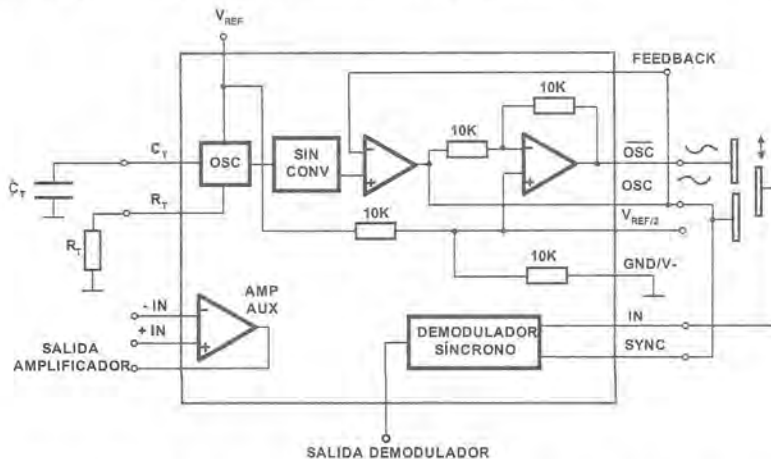 VREF
FEEDBACK
10K
CT
OSC
SIN
CONV
10K
OSC
OSC
CT
RT
10K
VREF/2
RT
10K
GND/V-
AMP
AUX
- IN
+ IN
IN
DEMODULADOR
SÍNCRONO
SYNC
SALIDA
AMPLIFICADOR
SALIDA DEMODULADOR